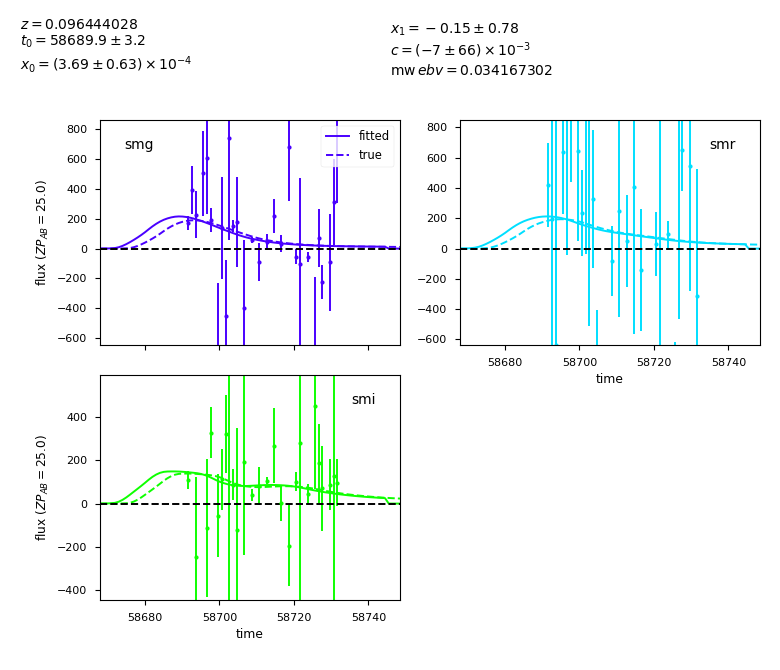 z = 0.096444028
t₀ = 58689.9 ± 3.2
x₀ = (3.69 ± 0.63) × 10⁻⁴
x₁ = −0.15 ± 0.78
c = (−7 ± 66) × 10⁻³
mw ebv = 0.034167302
smg
fitted
true
flux (ZP_AB = 25.0)
800
600
400
200
0
−200
−400
−600
smr
800
600
400
200
0
−200
−400
−600
58680 58700 58720 58740
time
smi
flux (ZP_AB = 25.0)
400
200
0
−200
−400
58680 58700 58720 58740
time